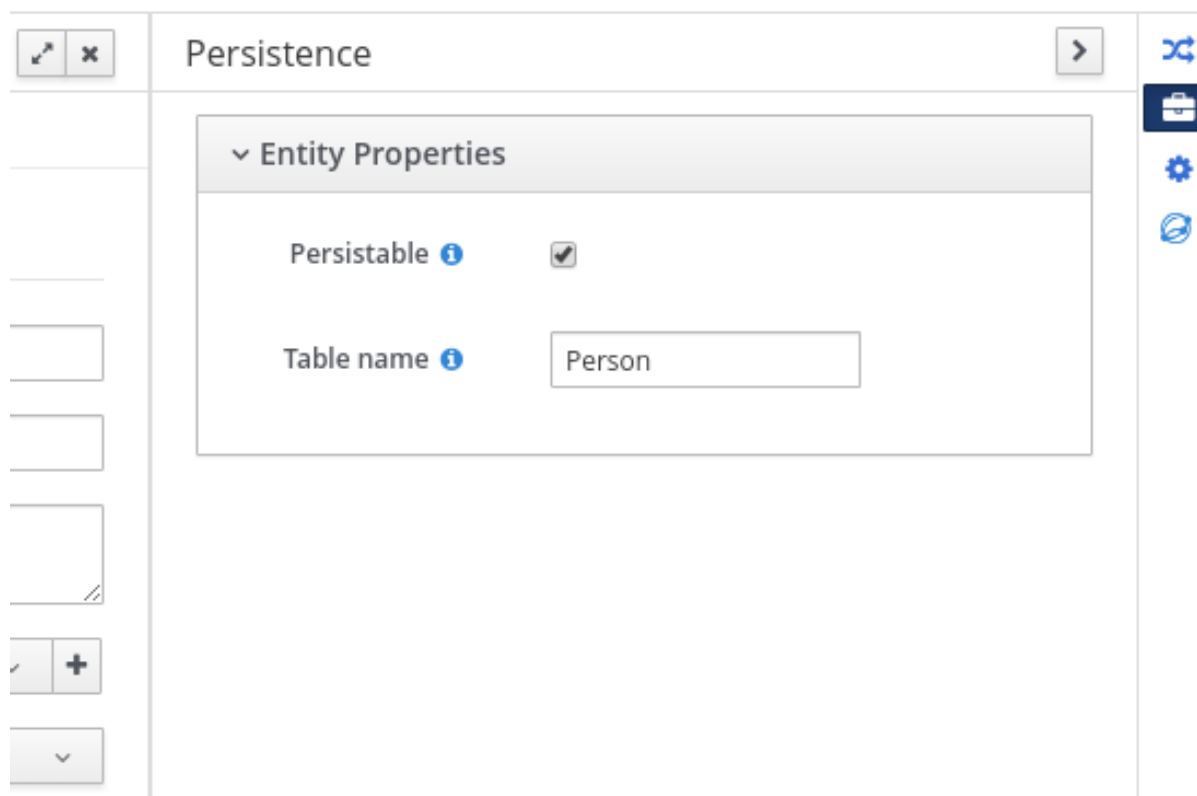 Persistence
Entity Properties
Persistable
Table name
Person